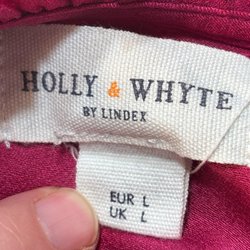 HOLLY & WHYTE
BY LINDEX
EUR L
UK L